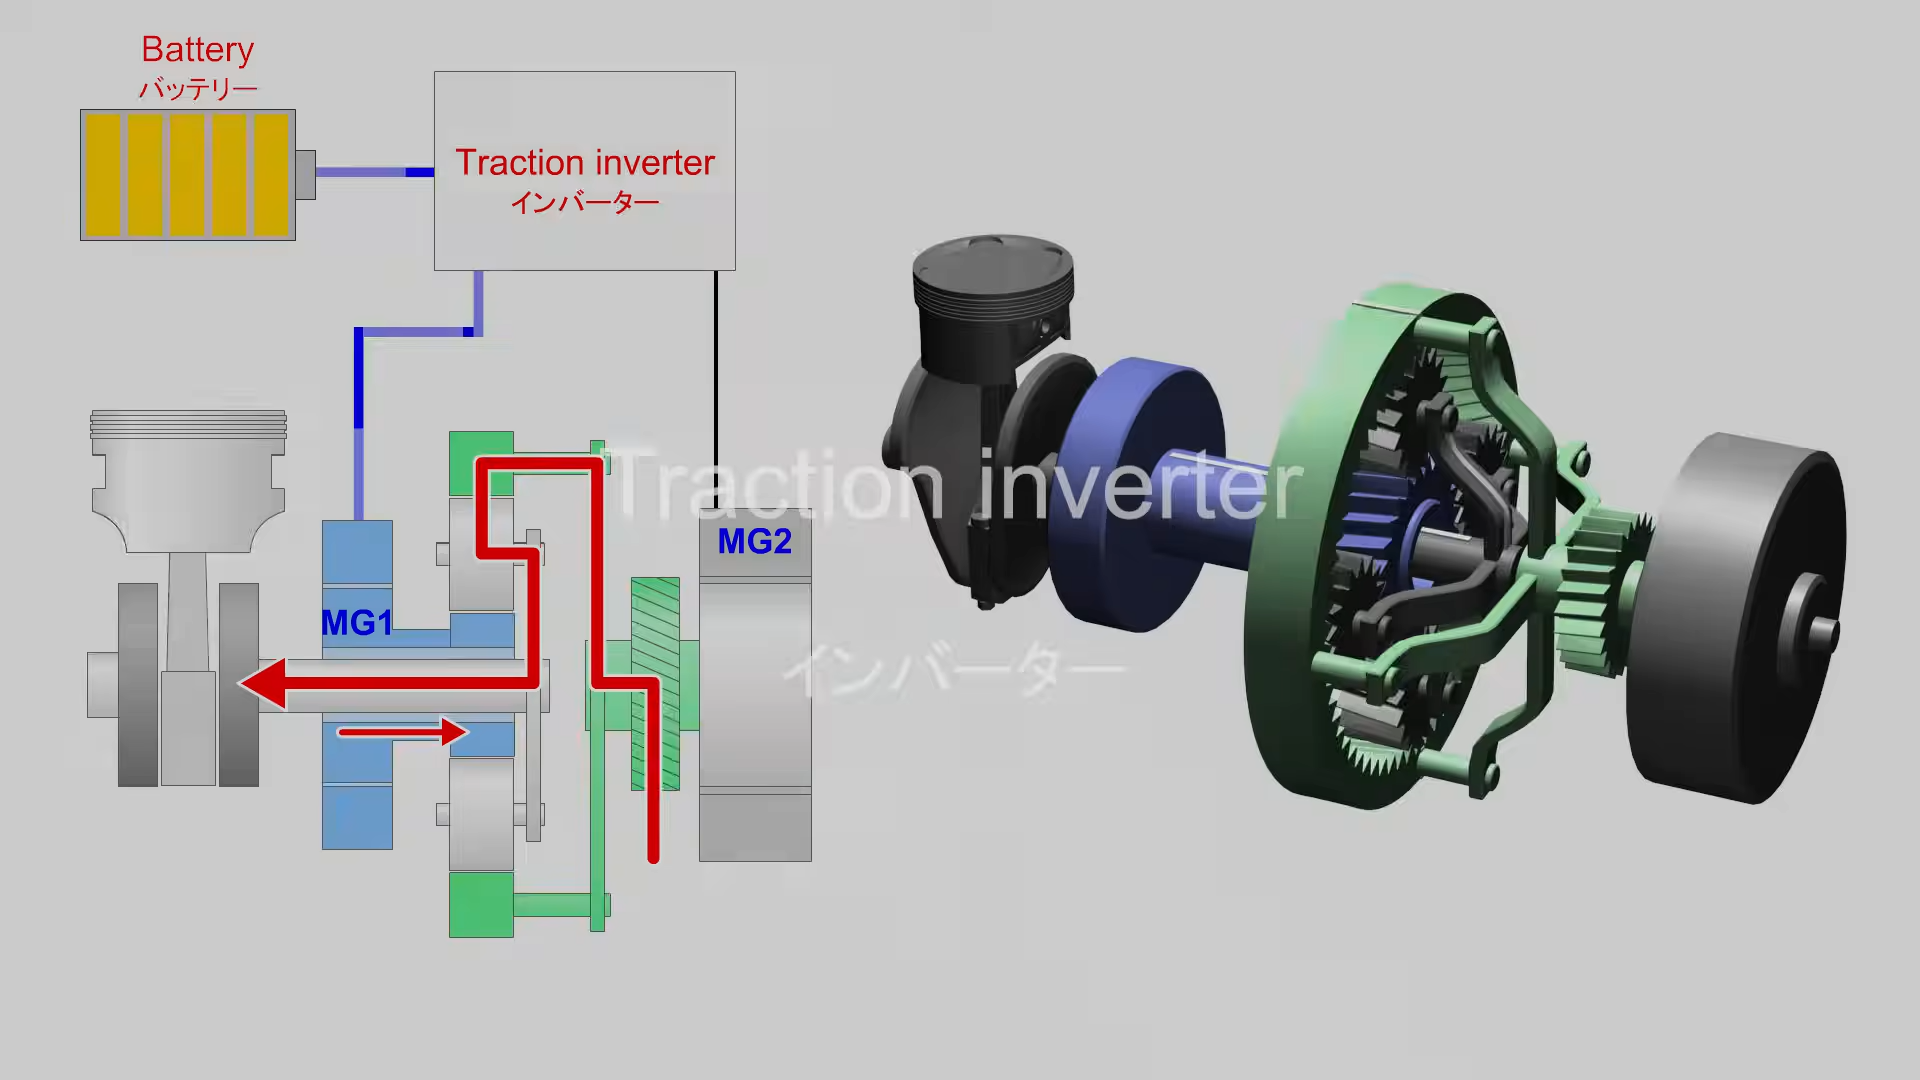 Battery
バッテリー
Traction inverter
インバーター
Traction inverter
MG2
MG1
インバーター